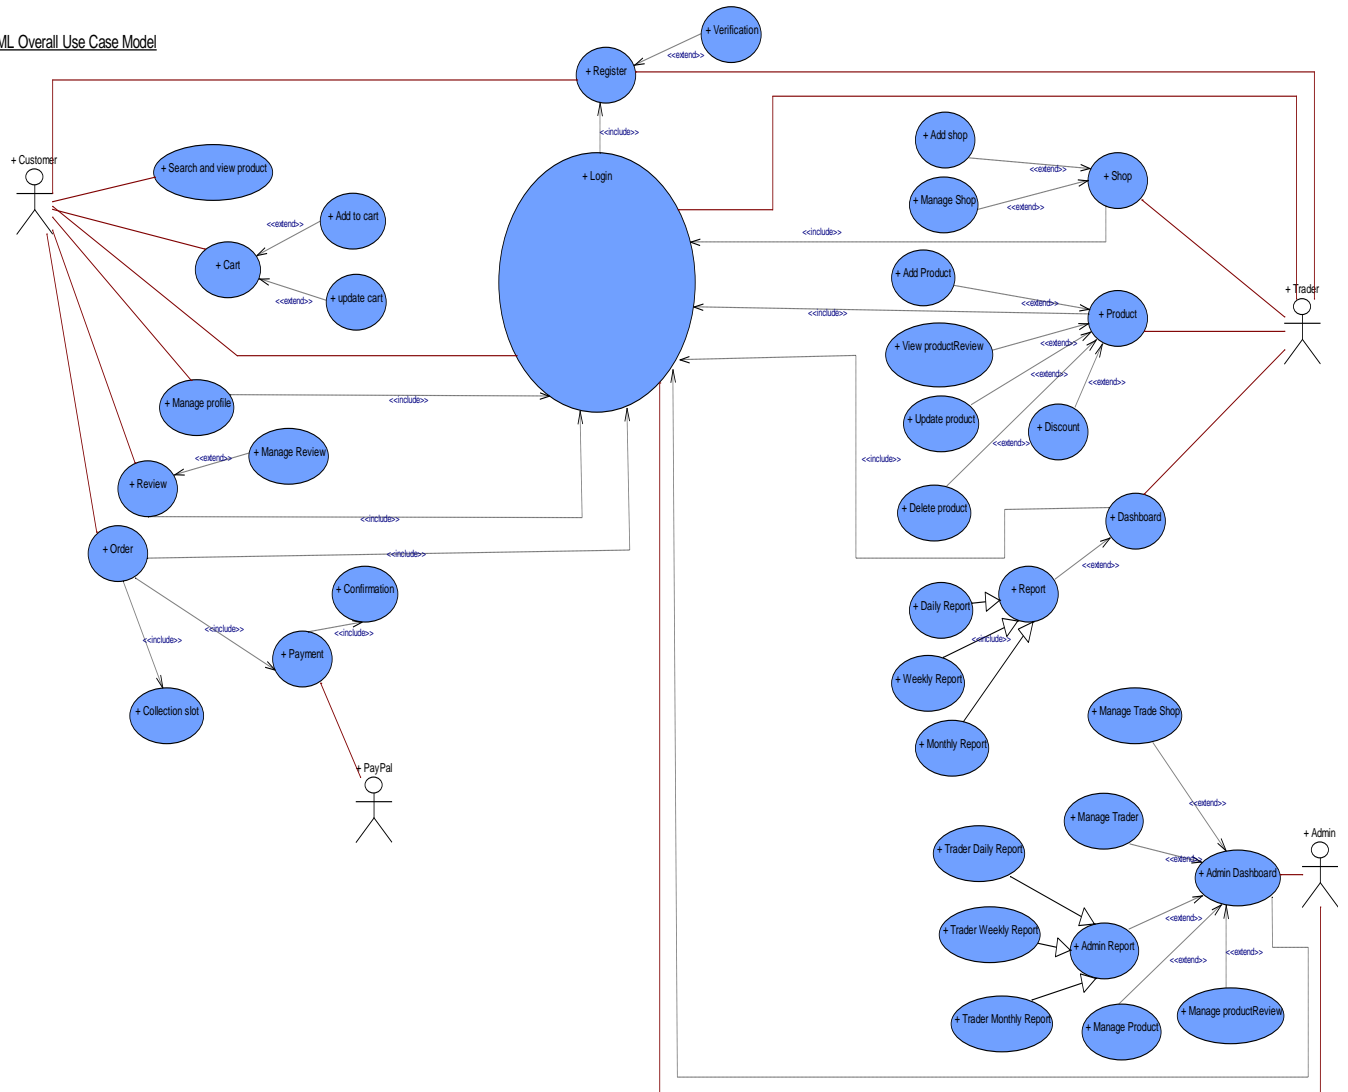 ML Overall Use Case Model
+ Verification
<<extend>>
+ Register
<<include>>
+ Login
+ Customer
+ Search and view product
+ Add to cart
<<extend>>
+ Cart
+ update cart
<<extend>>
+ Manage profile
<<include>>
+ Manage Review
<<extend>>
+ Review
<<include>>
+ Order
<<include>>
+ Confirmation
<<include>>
<<include>>
<<include>>
+ Payment
+ Collection slot
+ PayPal
+ Add shop
<<extend>>
+ Shop
+ Manage Shop
<<extend>>
<<include>>
+ Add Product
<<extend>>
<<include>>
+ Product
+ Trader
+ View productReview
<<extend>>
<<extend>>
<<extend>>
+ Update product
+ Discount
<<extend>>
<<include>>
+ Delete product
+ Dashboard
<<extend>>
+ Report
+ Daily Report
<<include>>
+ Weekly Report
+ Monthly Report
+ Manage Trade Shop
<<extend>>
+ Manage Trader
<<extend>>
+ Admin
+ Trader Daily Report
+ Admin Dashboard
<<extend>>
+ Trader Weekly Report
+ Admin Report
<<extend>>
<<extend>>
+ Trader Monthly Report
+ Manage Product
+ Manage productReview